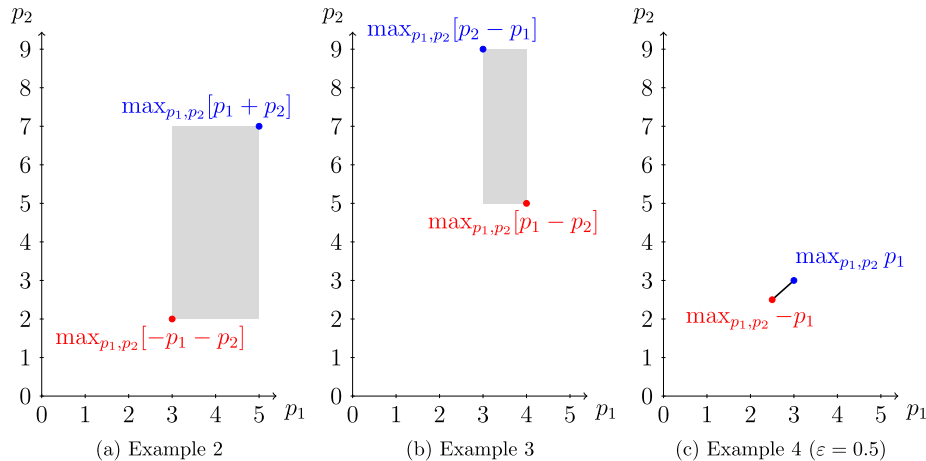 p₂
9
8
7
6
5
4
3
2
1
0
0 1 2 3 4 5 p₁
max_{p₁,p₂}[p₁ + p₂]
max_{p₁,p₂}[−p₁ − p₂]
(a) Example 2
p₂
max_{p₁,p₂}[p₂ − p₁]
9
8
7
6
5
4
3
2
1
0
0 1 2 3 4 5 p₁
max_{p₁,p₂}[p₁ − p₂]
(b) Example 3
p₂
9
8
7
6
5
4
3
2
1
0
0 1 2 3 4 5 p₁
max_{p₁,p₂} p₁
max_{p₁,p₂} −p₁
(c) Example 4 (ε = 0.5)